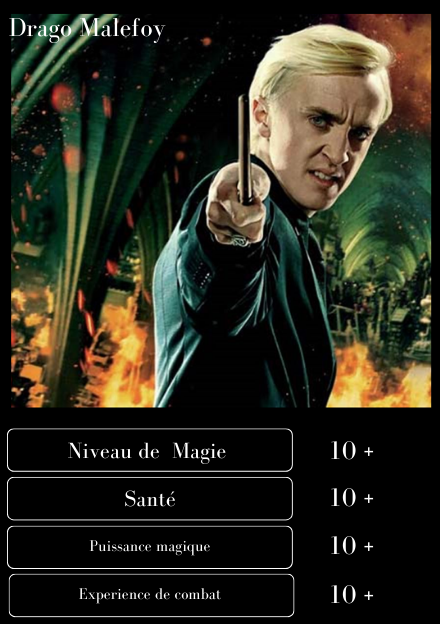 Drago Malefoy
Niveau de Magie 10 +
Santé 10 +
Puissance magique 10 +
Experience de combat 10 +